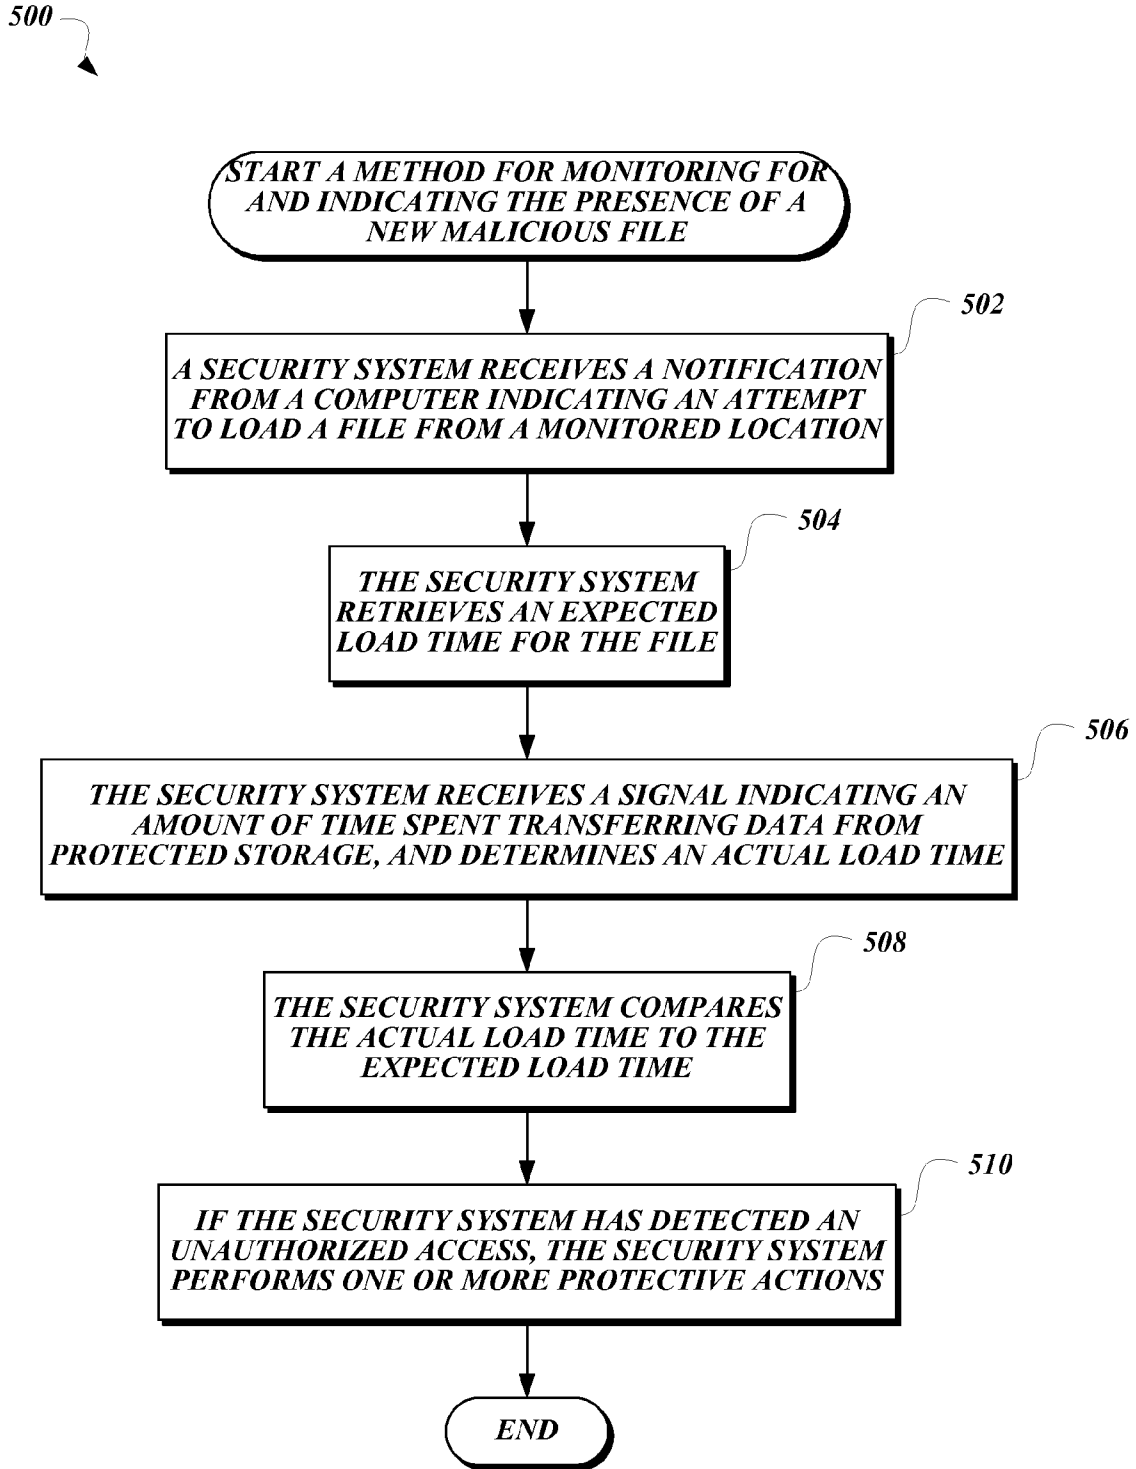 500
START A METHOD FOR MONITORING FOR
AND INDICATING THE PRESENCE OF A
NEW MALICIOUS FILE
502
A SECURITY SYSTEM RECEIVES A NOTIFICATION
FROM A COMPUTER INDICATING AN ATTEMPT
TO LOAD A FILE FROM A MONITORED LOCATION
504
THE SECURITY SYSTEM
RETRIEVES AN EXPECTED
LOAD TIME FOR THE FILE
506
THE SECURITY SYSTEM RECEIVES A SIGNAL INDICATING AN
AMOUNT OF TIME SPENT TRANSFERRING DATA FROM
PROTECTED STORAGE, AND DETERMINES AN ACTUAL LOAD TIME
508
THE SECURITY SYSTEM COMPARES
THE ACTUAL LOAD TIME TO THE
EXPECTED LOAD TIME
510
IF THE SECURITY SYSTEM HAS DETECTED AN
UNAUTHORIZED ACCESS, THE SECURITY SYSTEM
PERFORMS ONE OR MORE PROTECTIVE ACTIONS
END